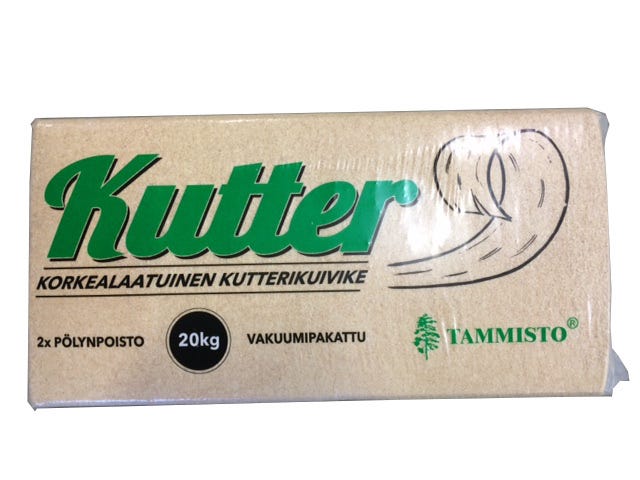 Kutter
KORKEALAATUINEN KUTTERIKUIVIKE
2x PÖLYNPOISTO 20kg VAKUUMIPAKATTU
TAMMISTO®